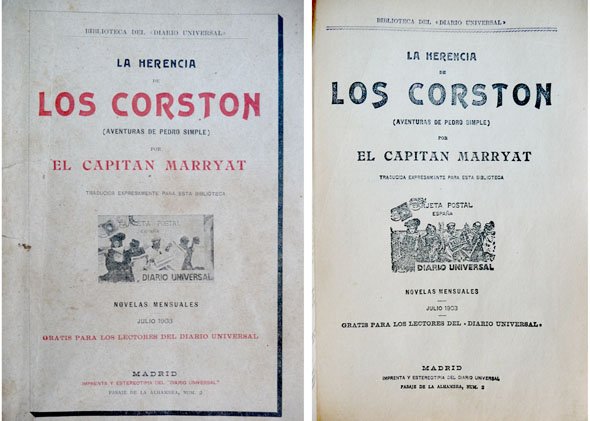 BIBLIOTECA DEL «DIARIO UNIVERSAL»
LA HERENCIA
DE
LOS CORSTON
(AVENTURAS DE PEDRO SIMPLE)
POR
EL CAPITAN MARRYAT
TRADUCIDA EXPRESAMENTE PARA ESTA BIBLIOTECA
TARJETA POSTAL
ESPAÑA
DIARIO UNIVERSAL
NOVELAS MENSUALES
JULIO 1903
GRATIS PARA LOS LECTORES DEL DIARIO UNIVERSAL
MADRID
IMPRENTA Y ESTEREOTIPIA DEL "DIARIO UNIVERSAL"
PASAJE DE LA ALHAMBRA, NUM. 2
BIBLIOTECA DEL «DIARIO UNIVERSAL»
LA HERENCIA
DE
LOS CORSTON
(AVENTURAS DE PEDRO SIMPLE)
POR
EL CAPITAN MARRYAT
TRADUCIDA EXPRESAMENTE PARA ESTA BIBLIOTECA
TARJETA POSTAL
ESPAÑA
DIARIO UNIVERSAL
NOVELAS MENSUALES
JULIO 1903
GRATIS PARA LOS LECTORES DEL «DIARIO UNIVERSAL»
MADRID
IMPRENTA Y ESTEREOTIPIA DEL DIARIO UNIVERSAL
PASAJE DE LA ALHAMBRA, NUM. 2